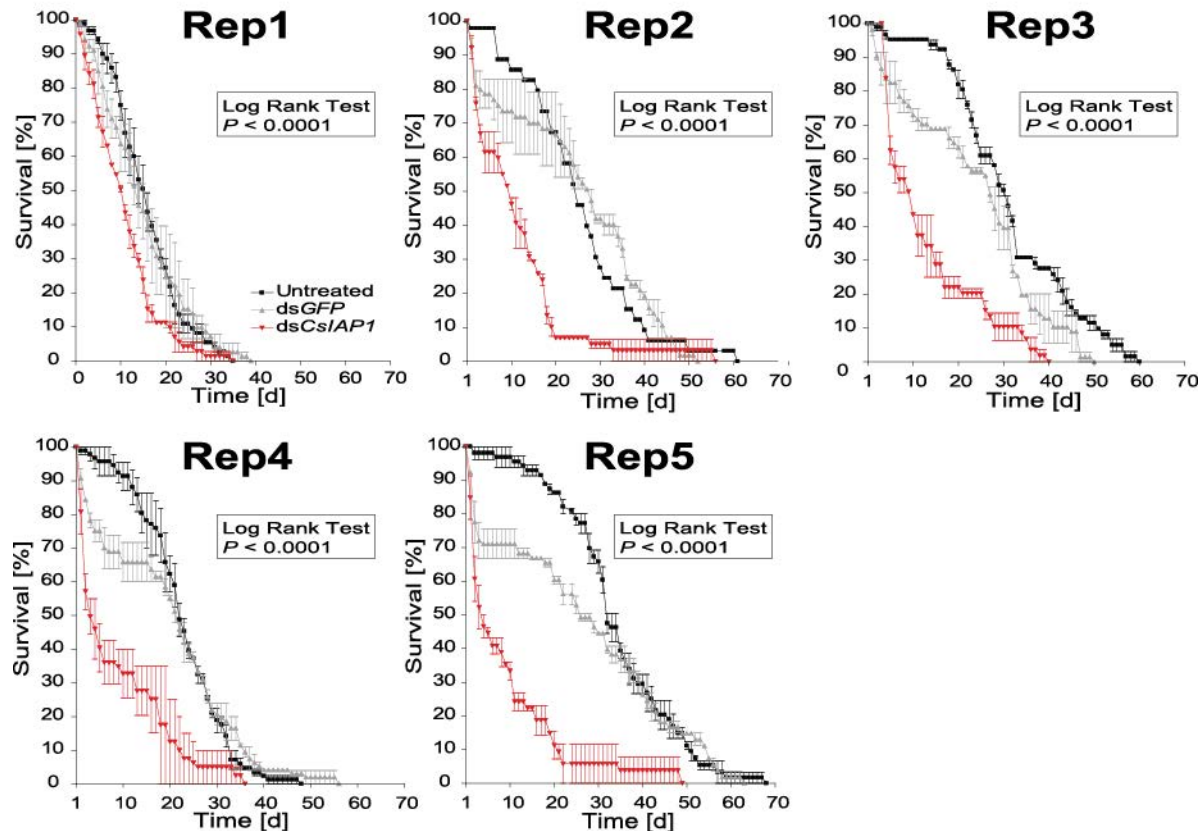 Rep1
Survival [%]
100
90
80
70
60
50
40
30
20
10
0
Log Rank Test
P < 0.0001
Untreated
dsGFP
dsCsIAP1
0 10 20 30 40 50 60 70
Time [d]
Rep2
Survival [%]
100
90
80
70
60
50
40
30
20
10
0
Log Rank Test
P < 0.0001
1 10 20 30 40 50 60 70
Time [d]
Rep3
Survival [%]
100
90
80
70
60
50
40
30
20
10
0
Log Rank Test
P < 0.0001
1 10 20 30 40 50 60 70
Time [d]
Rep4
Survival [%]
100
90
80
70
60
50
40
30
20
10
0
Log Rank Test
P < 0.0001
1 10 20 30 40 50 60 70
Time [d]
Rep5
Survival [%]
100
90
80
70
60
50
40
30
20
10
0
Log Rank Test
P < 0.0001
1 10 20 30 40 50 60 70
Time [d]